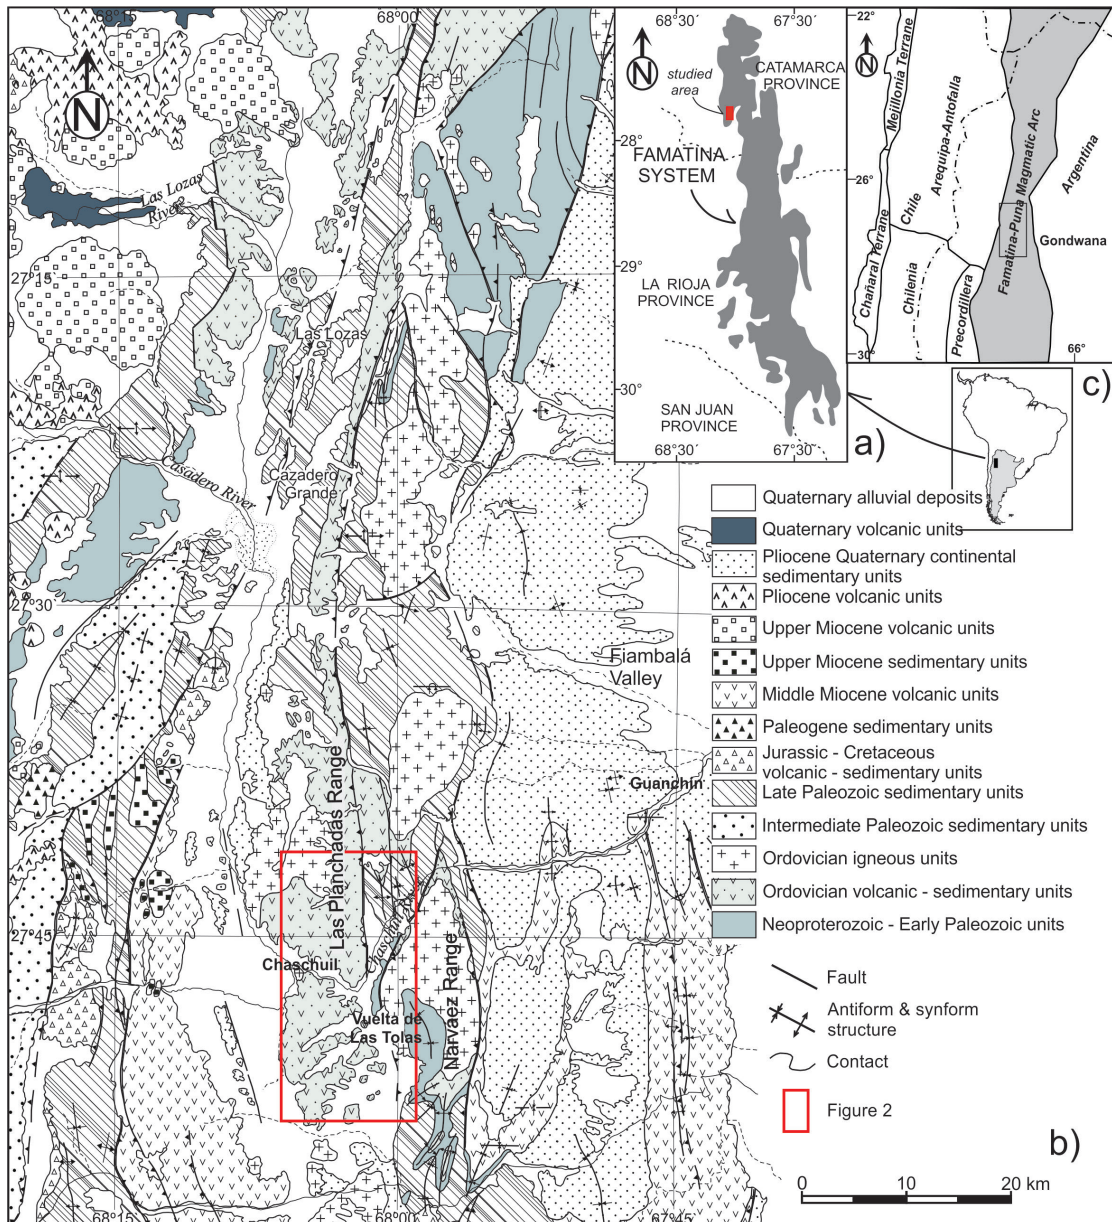 68°15'
68°00'
N
Las Lozas
River
27°15'
Las Lozas
Casadero River
Cazadero
Grande
27°30'
Fiambalá
Valley
Las Planchadas Range
Guanchín
Chaschuil R.
27°45'
Chaschuil
Narváez Range
Vuelta de
Las Tolas
68°15'
68°00'
67°45'
68°30'
67°30'
N
studied
area
CATAMARCA
PROVINCE
28°
FAMATINA
SYSTEM
29°
LA RIOJA
PROVINCE
30°
SAN JUAN
PROVINCE
68°30'
67°30'
a)
22°
N
Mejillonia Terrane
Arequipa-Antofalla
Famatina-Puna Magmatic Arc
Argentina
26°
Chile
Chañaral Terrane
Gondwana
Chilenia
Precordillera
30°
66°
c)
Quaternary alluvial deposits
Quaternary volcanic units
Pliocene Quaternary continental
sedimentary units
Pliocene volcanic units
Upper Miocene volcanic units
Upper Miocene sedimentary units
Middle Miocene volcanic units
Paleogene sedimentary units
Jurassic - Cretaceous
volcanic - sedimentary units
Late Paleozoic sedimentary units
Intermediate Paleozoic sedimentary units
Ordovician igneous units
Ordovician volcanic - sedimentary units
Neoproterozoic - Early Paleozoic units
Fault
Antiform & synform
structure
Contact
Figure 2
b)
0 10 20 km